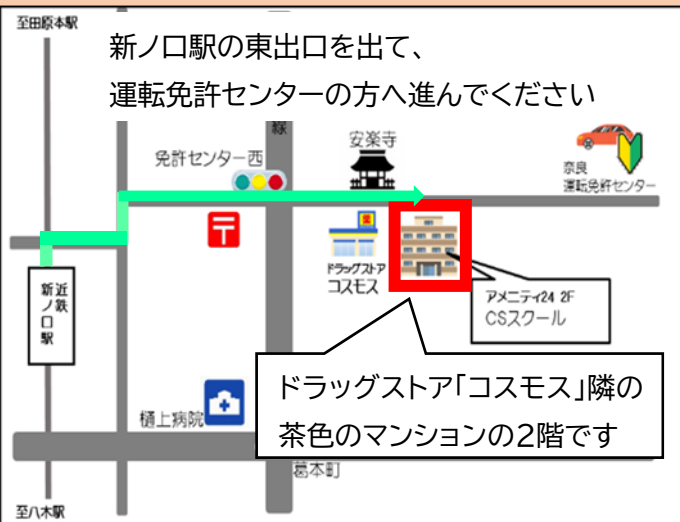 至田原本駅
新ノ口駅の東出口を出て、
運転免許センターの方へ進んでください
線
免許センター西
安楽寺
奈良
運転免許センター
〒
薬
ドラッグストア
コスモス
近鉄
新ノ口駅
アメニティ24 2F
CSスクール
ドラッグストア「コスモス」隣の
茶色のマンションの2階です
樋上病院
葛本町
至八木駅